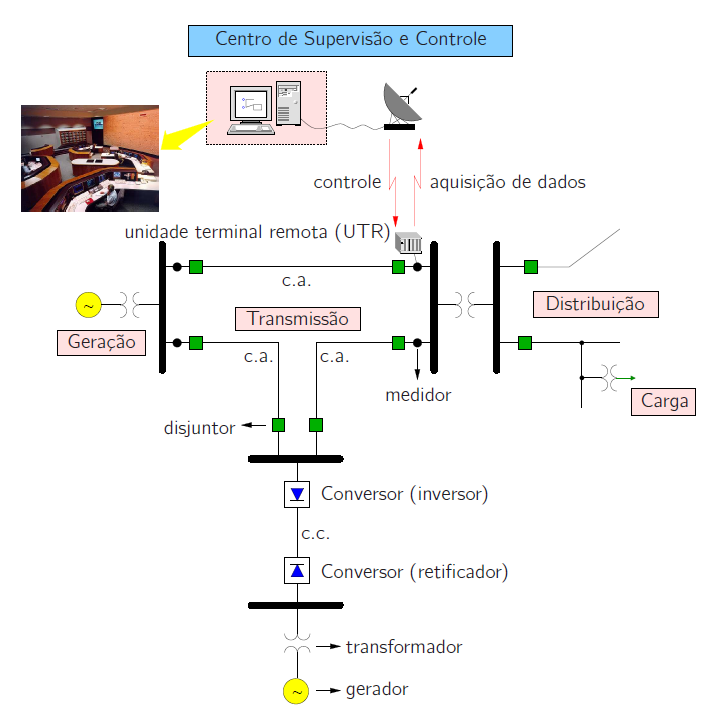 Centro de Supervisão e Controle
controle
aquisição de dados
unidade terminal remota (UTR)
c.a.
~
Distribuição
Transmissão
Geração
c.a.
c.a.
medidor
Carga
disjuntor
Conversor (inversor)
c.c.
Conversor (retificador)
transformador
~
gerador